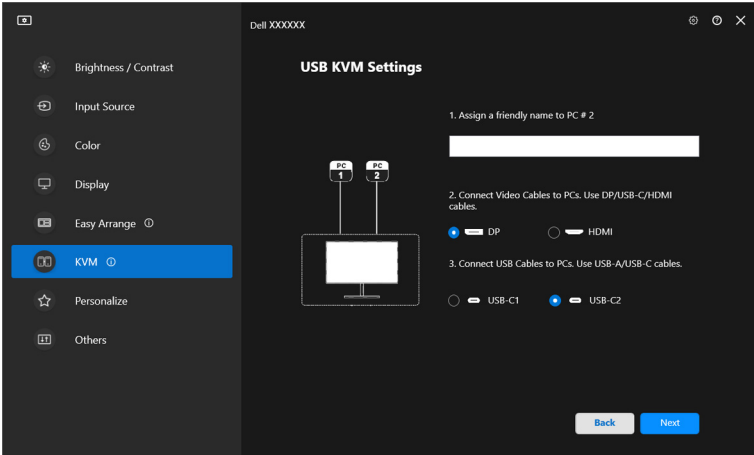 Dell XXXXXX
Brightness / Contrast
Input Source
Color
Display
Easy Arrange
KVM
Personalize
Others
USB KVM Settings
1. Assign a friendly name to PC # 2
PC 1
PC 2
2. Connect Video Cables to PCs. Use DP/USB-C/HDMI
cables.
DP
HDMI
3. Connect USB Cables to PCs. Use USB-A/USB-C cables.
USB-C1
USB-C2
Back
Next